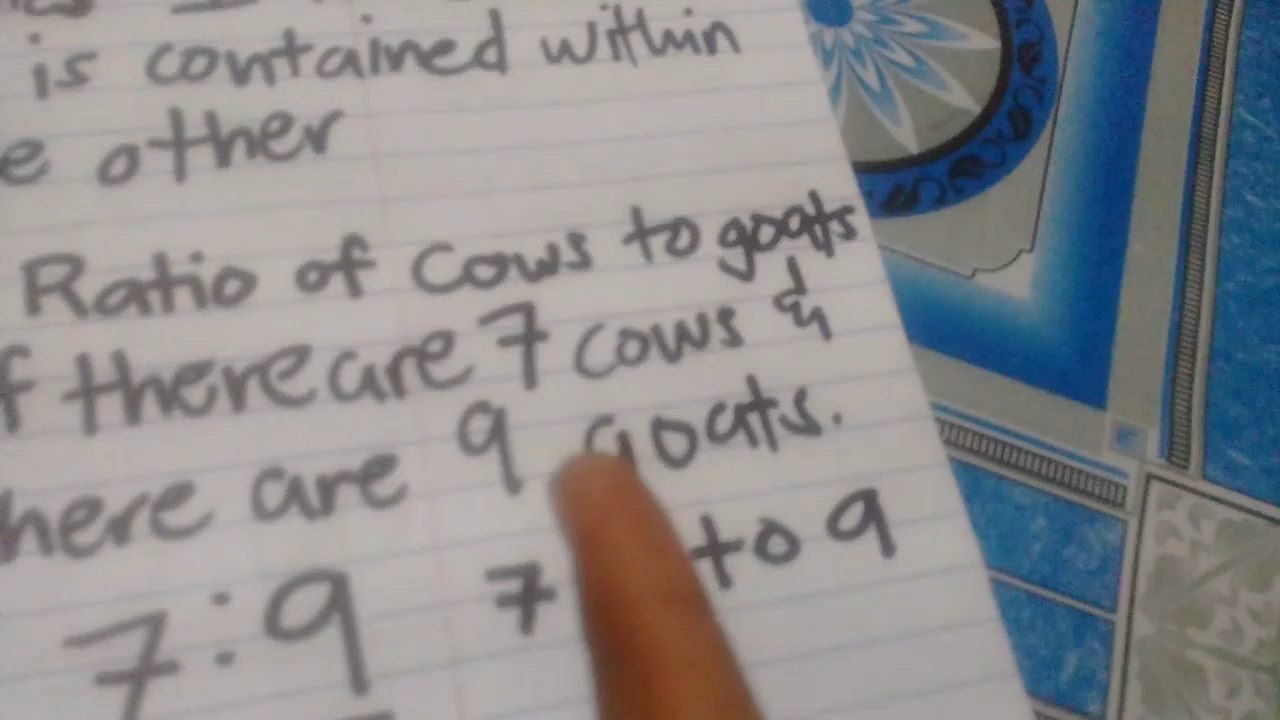 is contained within
e other
Ratio of cows to goats
f there are 7 cows &
here are 9 goats.
7:9 7 to 9